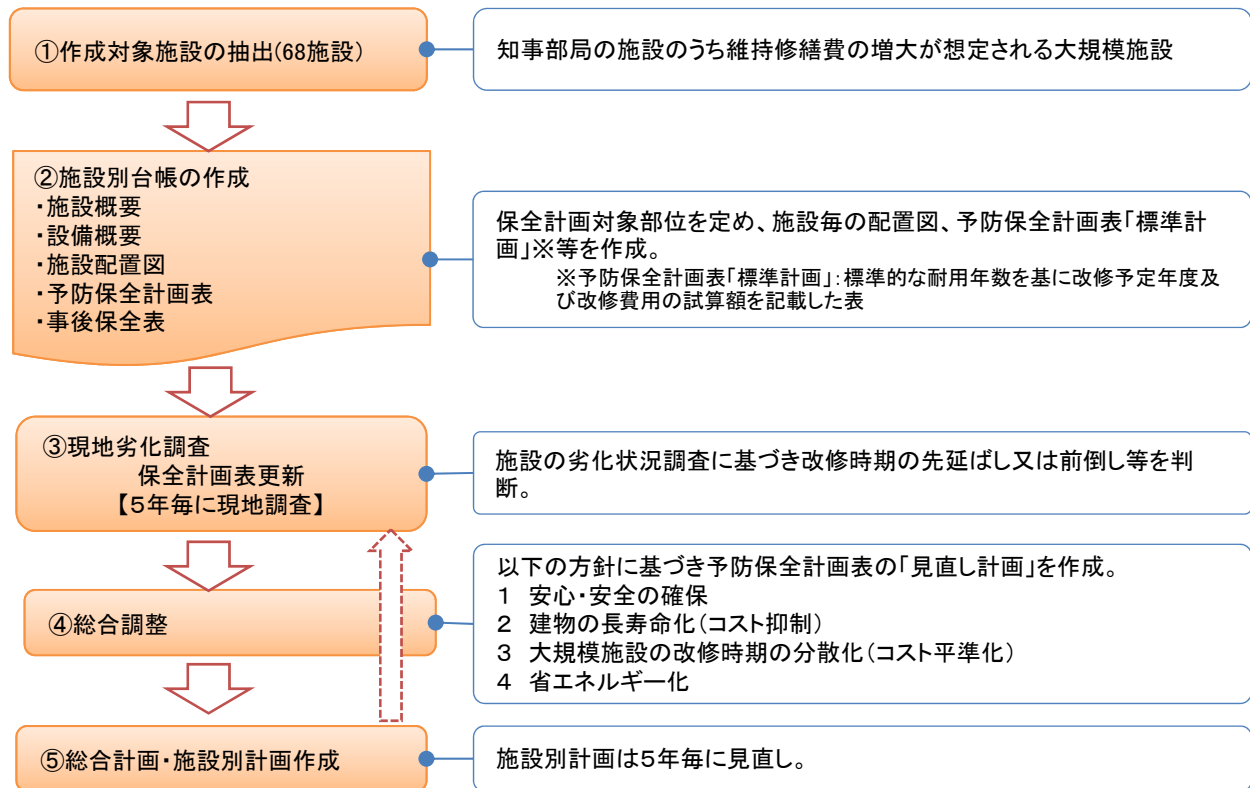 ①作成対象施設の抽出(68施設)
知事部局の施設のうち維持修繕費の増大が想定される大規模施設
②施設別台帳の作成
・施設概要
・設備概要
・施設配置図
・予防保全計画表
・事後保全表
保全計画対象部位を定め、施設毎の配置図、予防保全計画表「標準計
画」※等を作成。
※予防保全計画表「標準計画」：標準的な耐用年数を基に改修予定年度及
び改修費用の試算額を記載した表
③現地劣化調査
保全計画表更新
【５年毎に現地調査】
施設の劣化状況調査に基づき改修時期の先延ばし又は前倒し等を判
断。
④総合調整
以下の方針に基づき予防保全計画表の「見直し計画」を作成。
１　安心・安全の確保
２　建物の長寿命化（コスト抑制）
３　大規模施設の改修時期の分散化（コスト平準化）
４　省エネルギー化
⑤総合計画・施設別計画作成
施設別計画は５年毎に見直し。